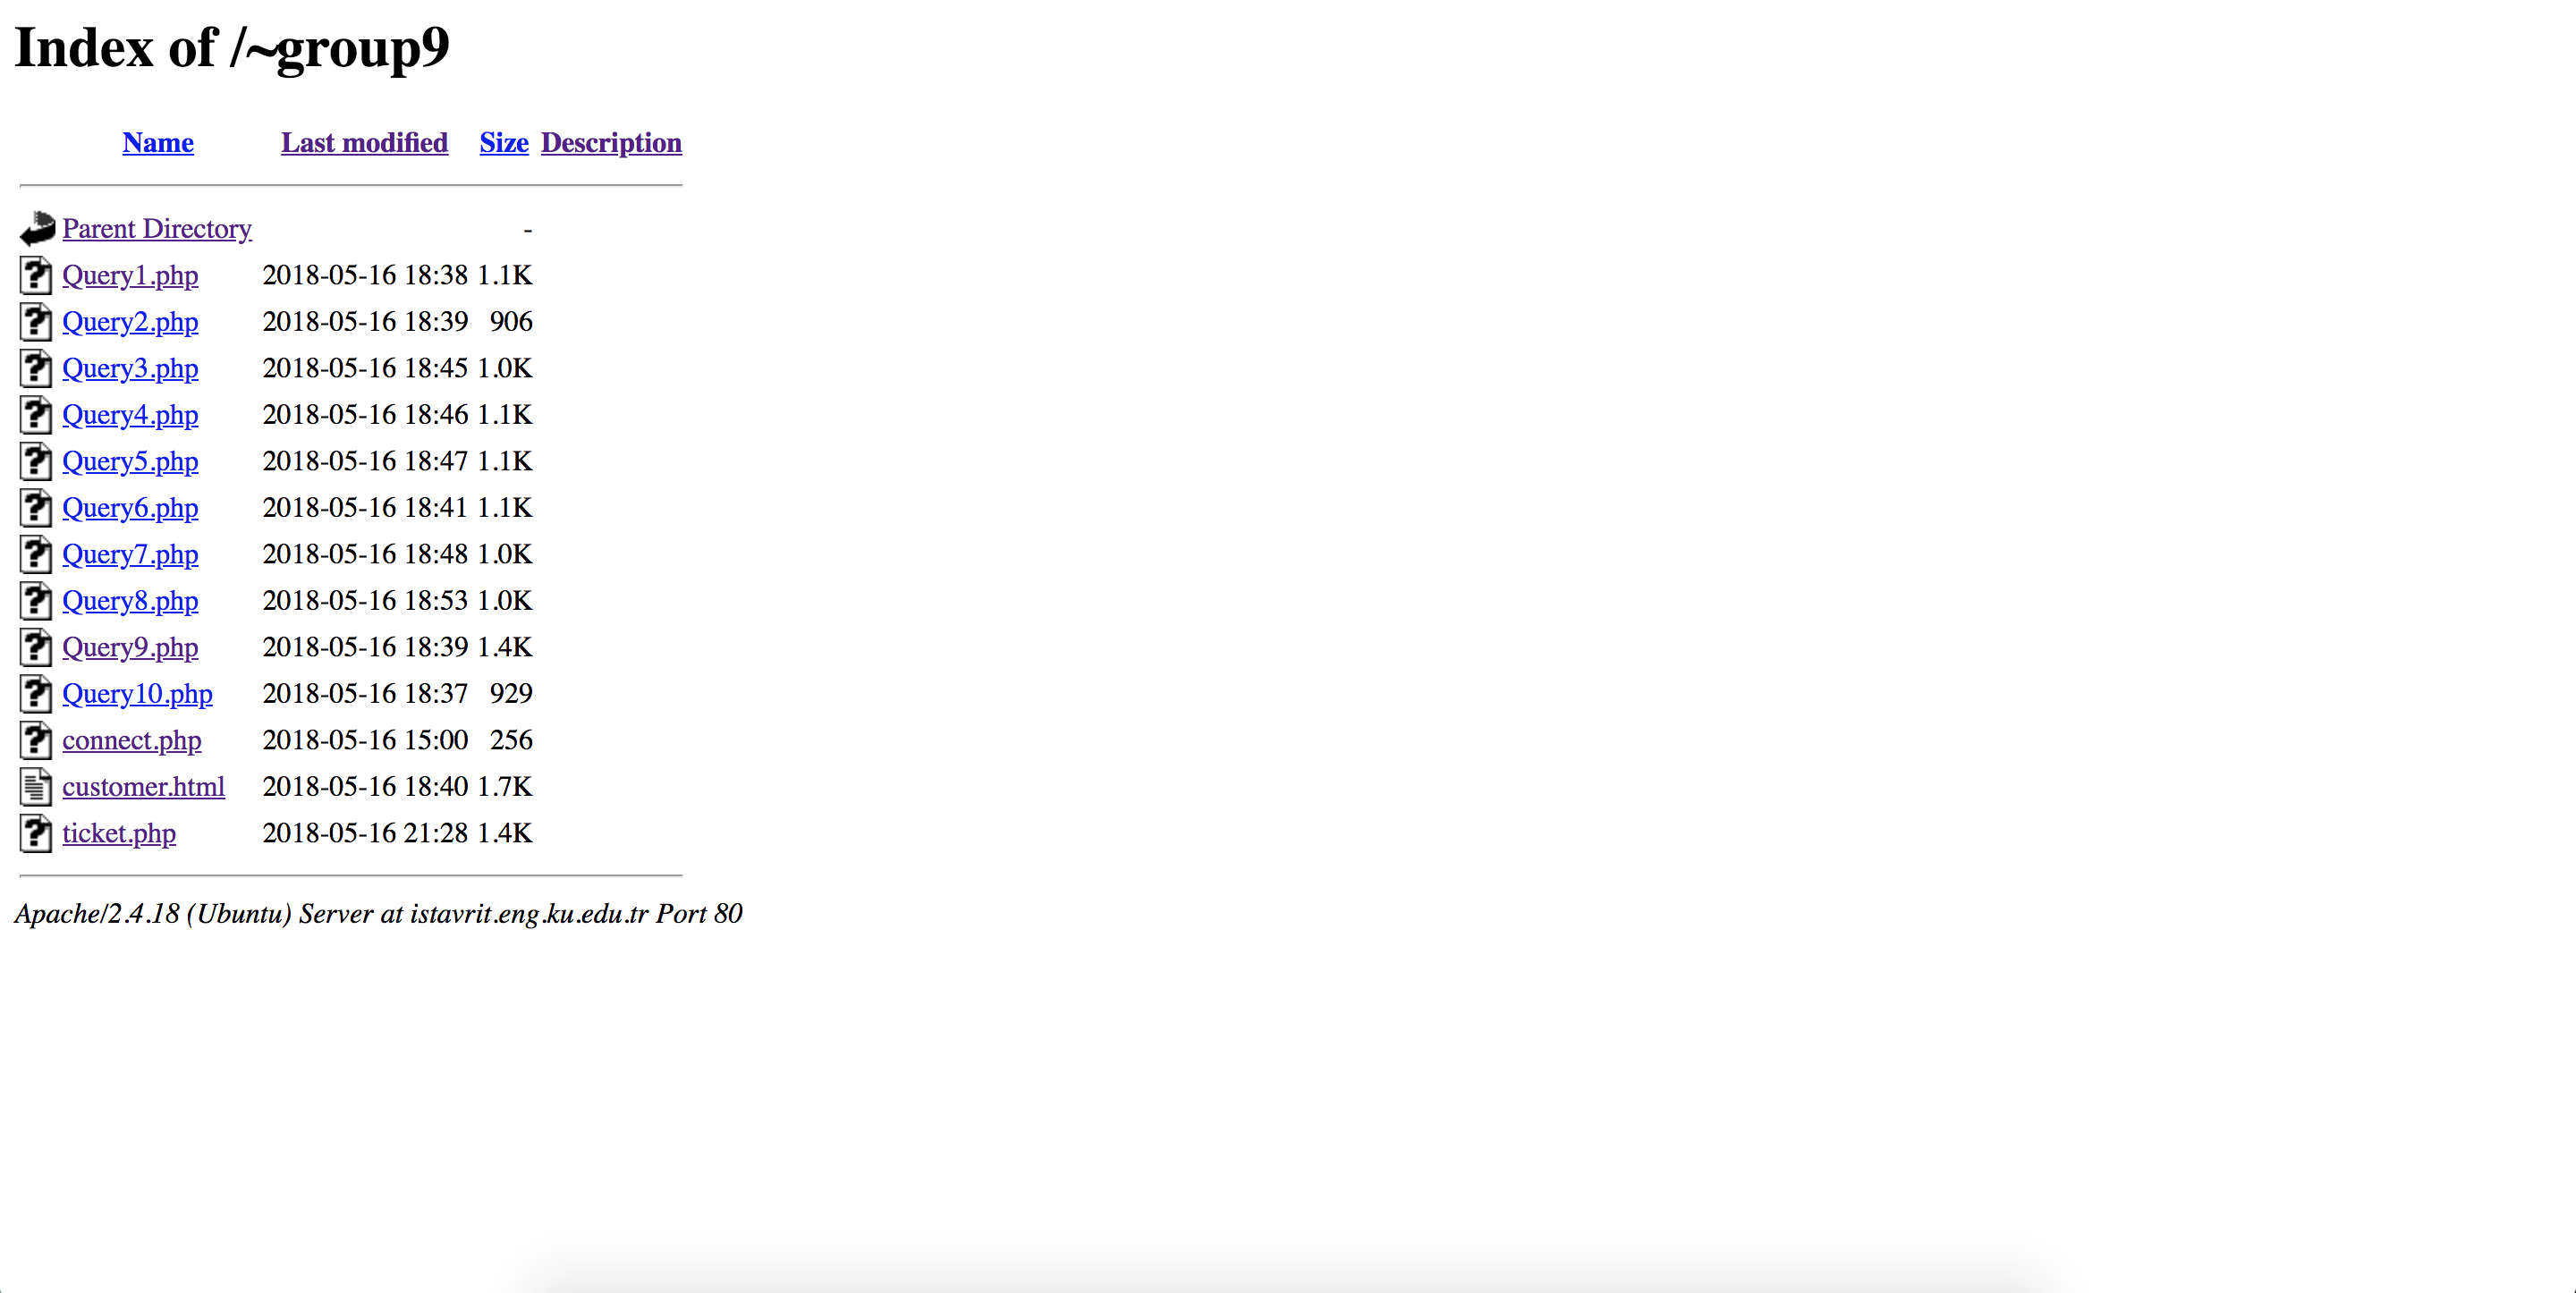 Index of /~group9
Name Last modified Size Description
Parent Directory -
Query1.php 2018-05-16 18:38 1.1K
Query2.php 2018-05-16 18:39 906
Query3.php 2018-05-16 18:45 1.0K
Query4.php 2018-05-16 18:46 1.1K
Query5.php 2018-05-16 18:47 1.1K
Query6.php 2018-05-16 18:41 1.1K
Query7.php 2018-05-16 18:48 1.0K
Query8.php 2018-05-16 18:53 1.0K
Query9.php 2018-05-16 18:39 1.4K
Query10.php 2018-05-16 18:37 929
connect.php 2018-05-16 15:00 256
customer.html 2018-05-16 18:40 1.7K
ticket.php 2018-05-16 21:28 1.4K
Apache/2.4.18 (Ubuntu) Server at istavrit.eng.ku.edu.tr Port 80